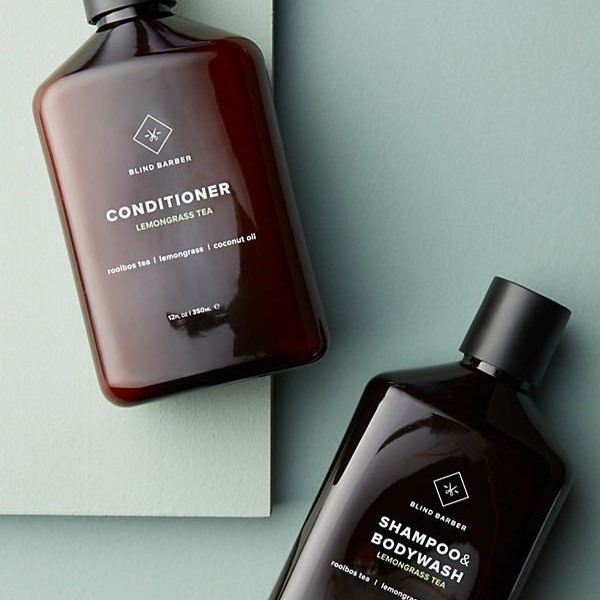 BLIND BARBER
CONDITIONER
LEMONGRASS TEA
rooibos tea | lemongrass | coconut oil
12fl oz | 350mL ℮
BLIND BARBER
SHAMPOO&
BODYWASH
LEMONGRASS TEA
rooibos tea | lemongras